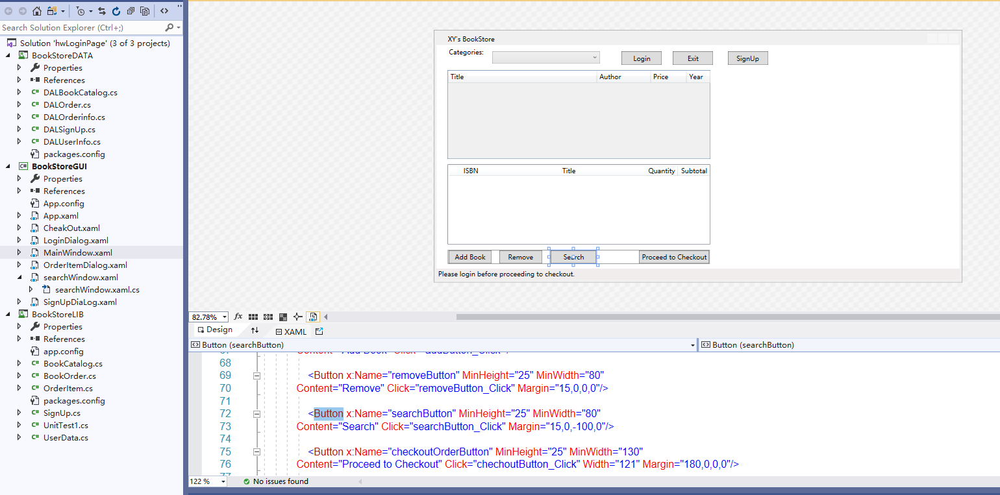 Search Solution Explorer (Ctrl+;)
Solution 'hwLoginPage' (3 of 3 projects)
BookStoreDATA
Properties
References
C# DALBookCatalog.cs
C# DALOrder.cs
C# DALOrderinfo.cs
C# DALSignUp.cs
C# DALUserInfo.cs
packages.config
C# BookStoreGUI
Properties
References
App.config
App.xaml
CheakOut.xaml
LoginDialog.xaml
MainWindow.xaml
OrderItemDialog.xaml
searchWindow.xaml
searchWindow.xaml.cs
SignUpDiaLog.xaml
BookStoreLIB
Properties
References
app.config
C# BookCatalog.cs
C# BookOrder.cs
C# OrderItem.cs
packages.config
C# SignUp.cs
C# UnitTest1.cs
C# UserData.cs
XY's BookStore
Categories: Login Exit SignUp
Title Author Price Year
ISBN Title Quantity Subtotal
Add Book Remove Search Proceed to Checkout
Please login before proceeding to checkout.
82.78% fx
Design XAML
Button (searchButton) Button (searchButton)
67 Content="Add Book" Click="addButton_Click"/>
68
69 <Button x:Name="removeButton" MinHeight="25" MinWidth="80"
70 Content="Remove" Click="removeButton_Click" Margin="15,0,0,0"/>
71
72 <Button x:Name="searchButton" MinHeight="25" MinWidth="80"
73 Content="Search" Click="searchButton_Click" Margin="15,0,-100,0"/>
74
75 <Button x:Name="checkoutOrderButton" MinHeight="25" MinWidth="130"
76 Content="Proceed to Checkout" Click="chechoutButton_Click" Width="121" Margin="180,0,0,0"/>
77
122 % No issues found